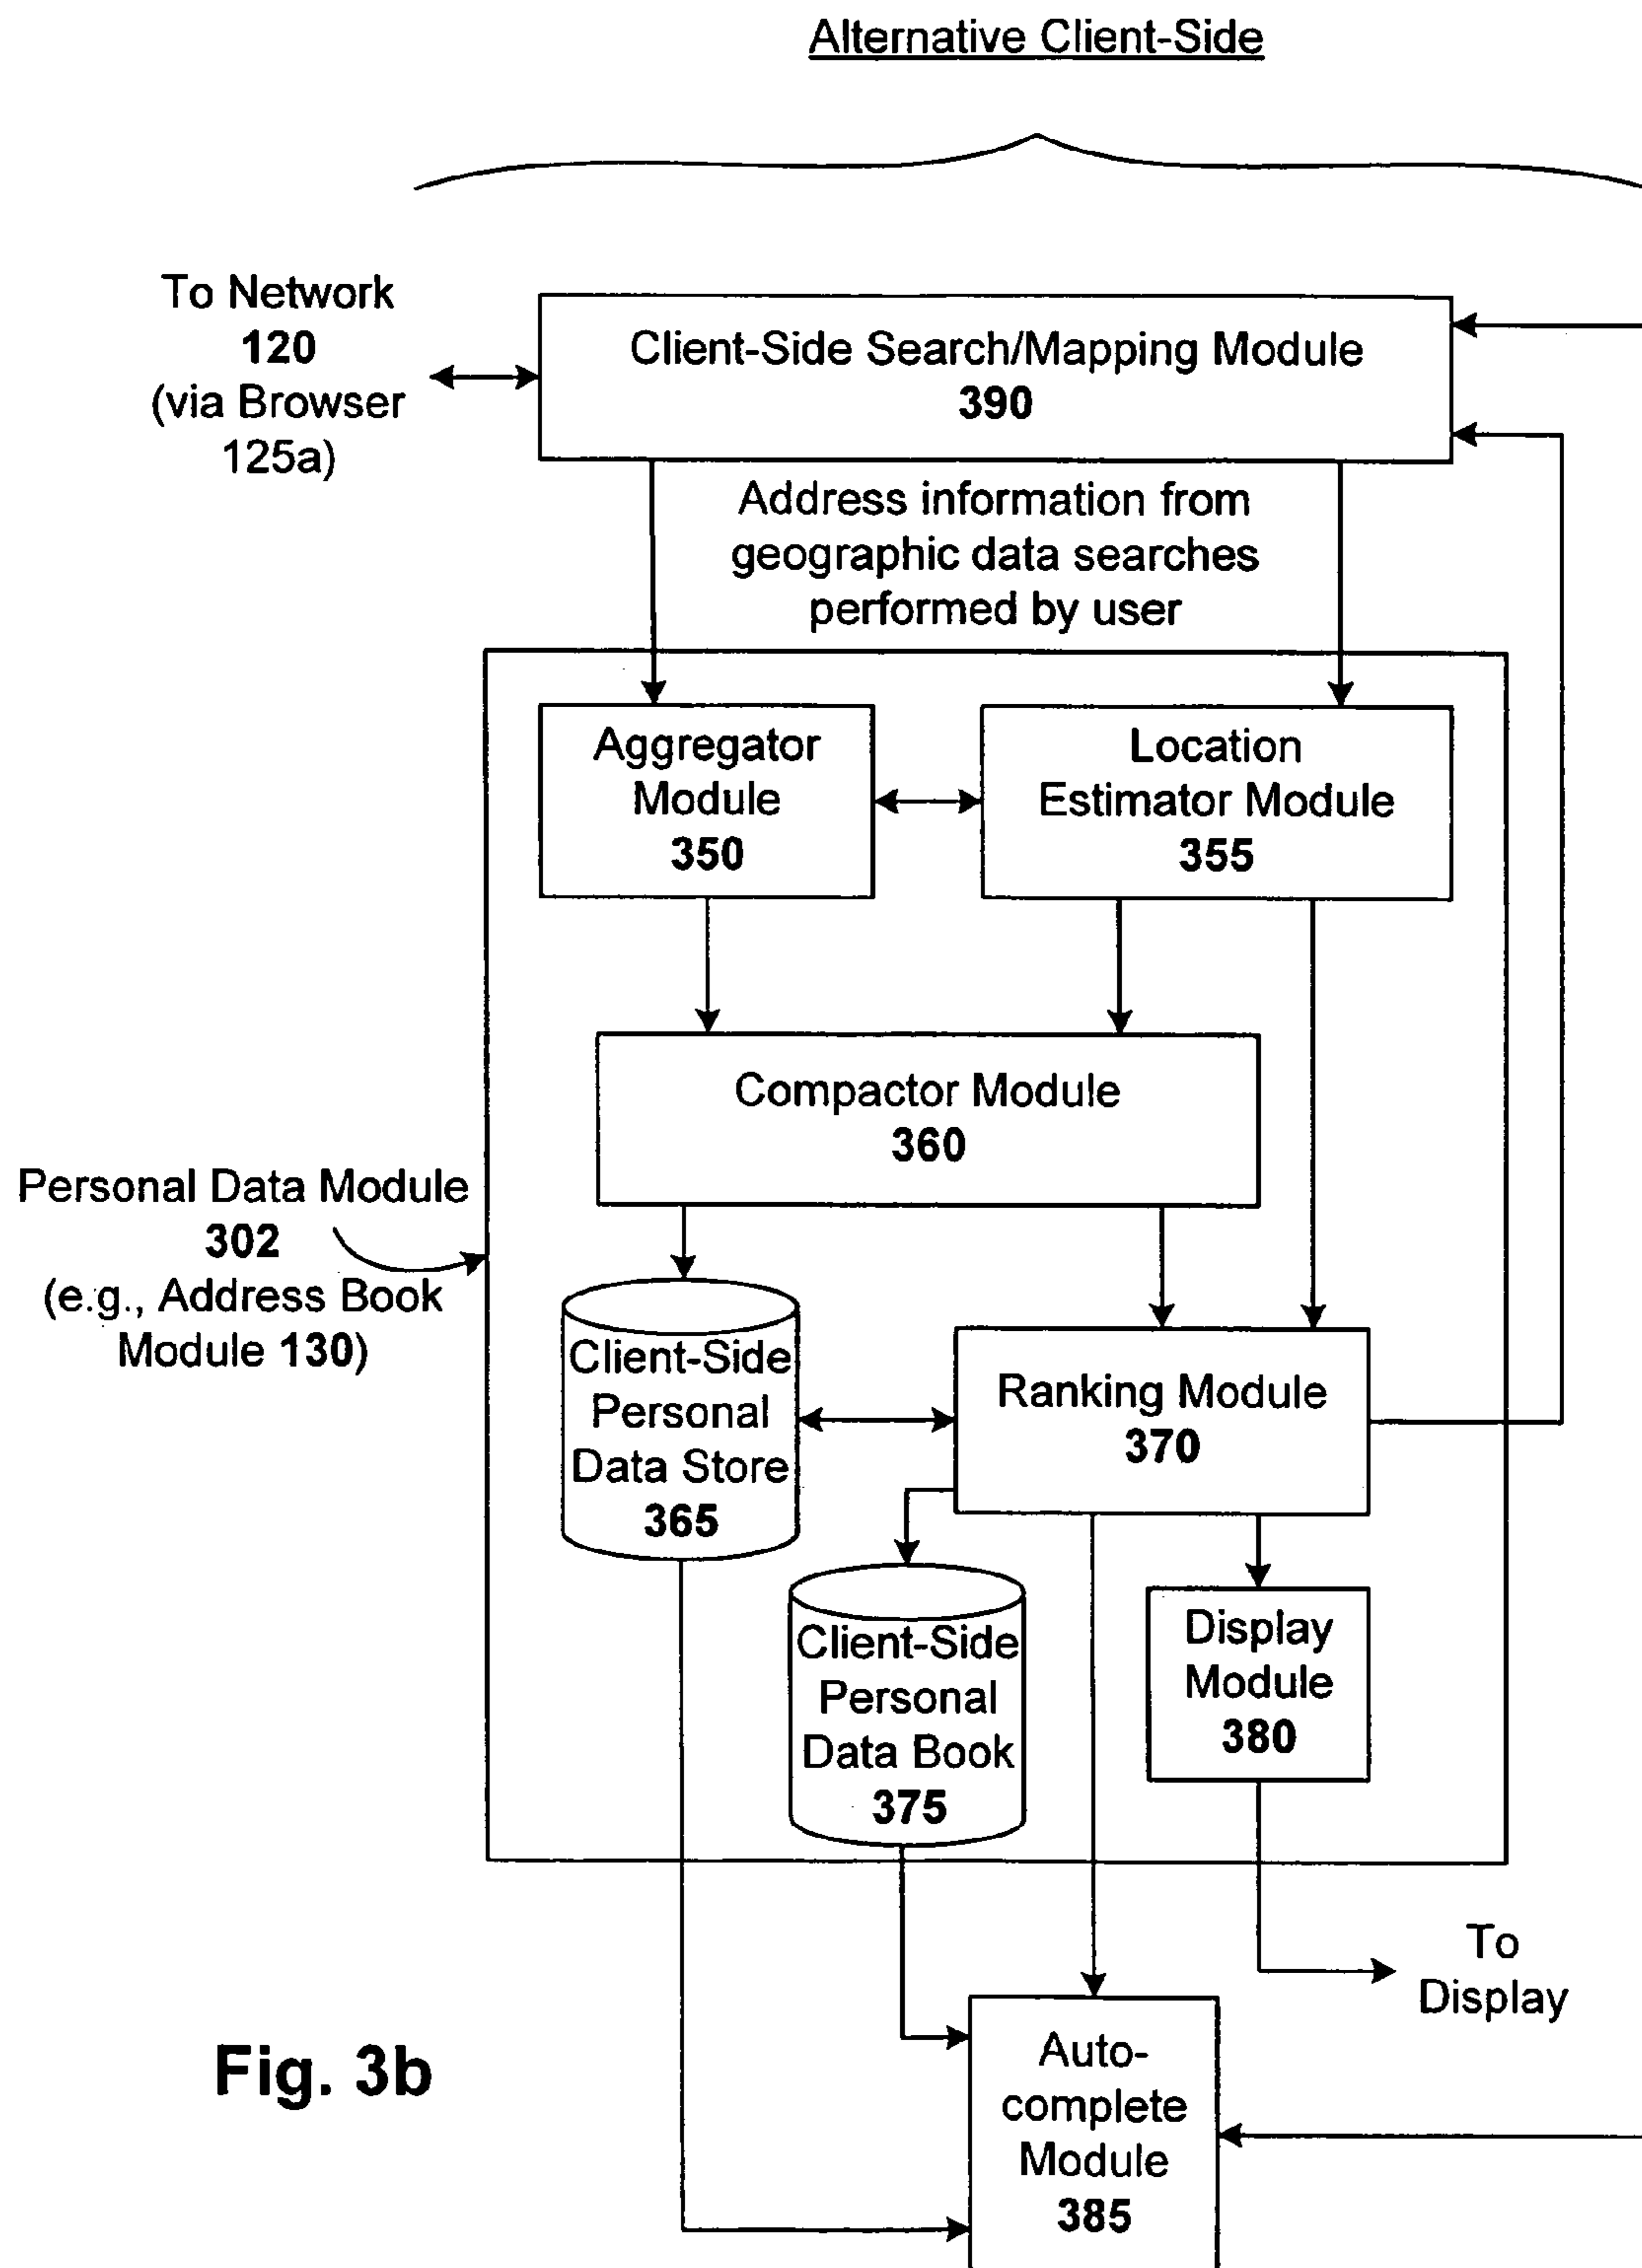 Alternative Client-Side
To Network
120
(via Browser
125a)
Client-Side Search/Mapping Module
390
Address information from
geographic data searches
performed by user
Aggregator
Module
350
Location
Estimator Module
355
Compactor Module
360
Personal Data Module
302
(e.g., Address Book
Module 130)
Client-Side
Personal
Data Store
365
Ranking Module
370
Client-Side
Personal
Data Book
375
Display
Module
380
To
Display
Auto-
complete
Module
385
Fig. 3b